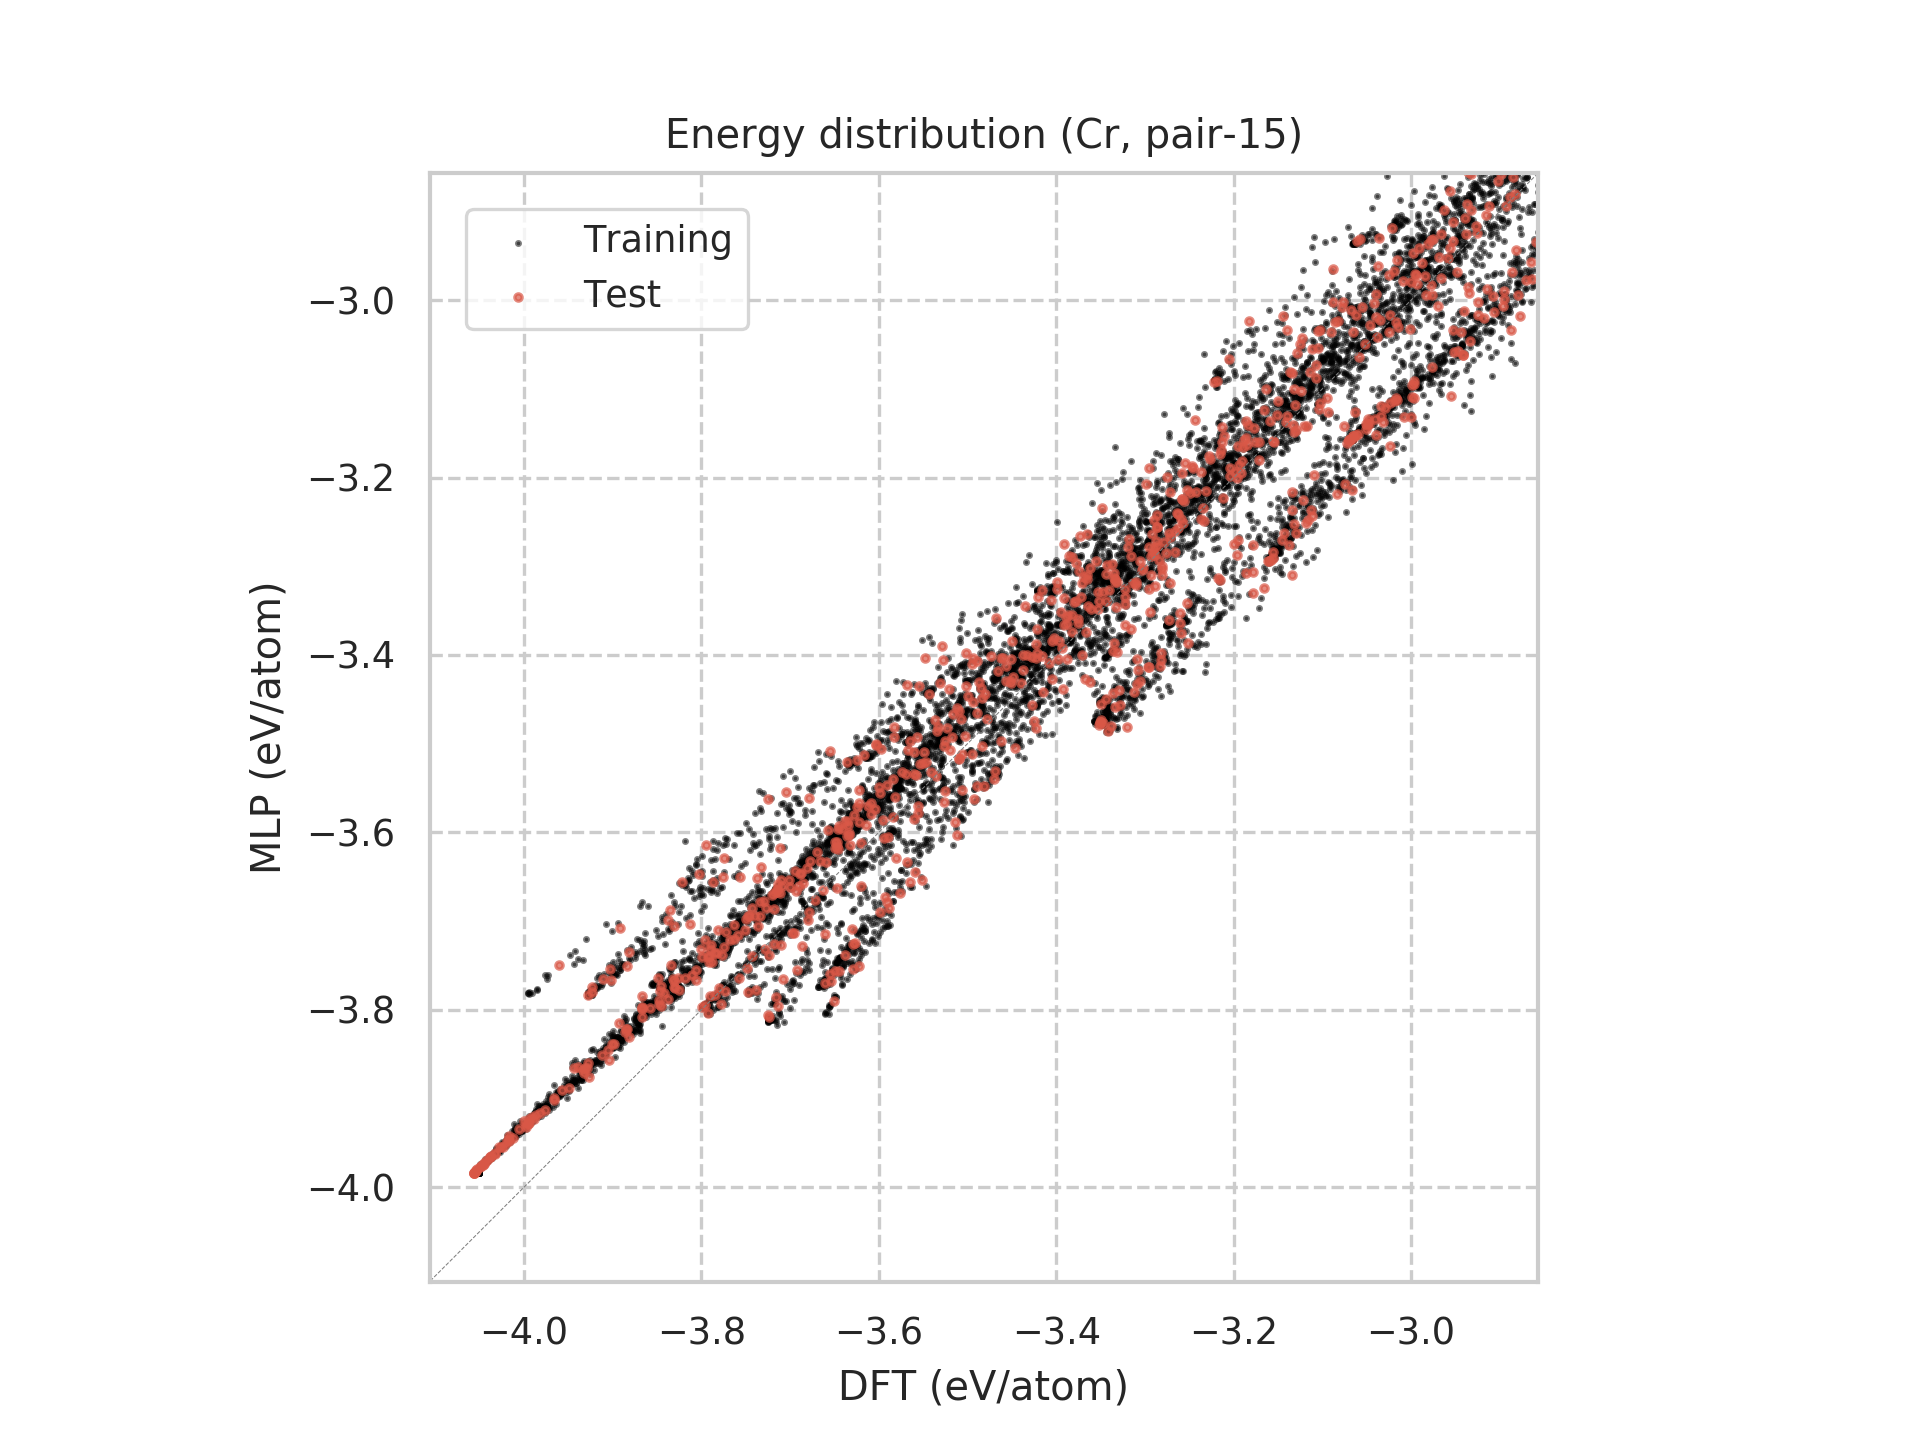 Energy distribution (Cr, pair-15)
Training
Test
−3.0
−3.2
−3.4
−3.6
−3.8
−4.0
MLP (eV/atom)
−4.0 −3.8 −3.6 −3.4 −3.2 −3.0
DFT (eV/atom)